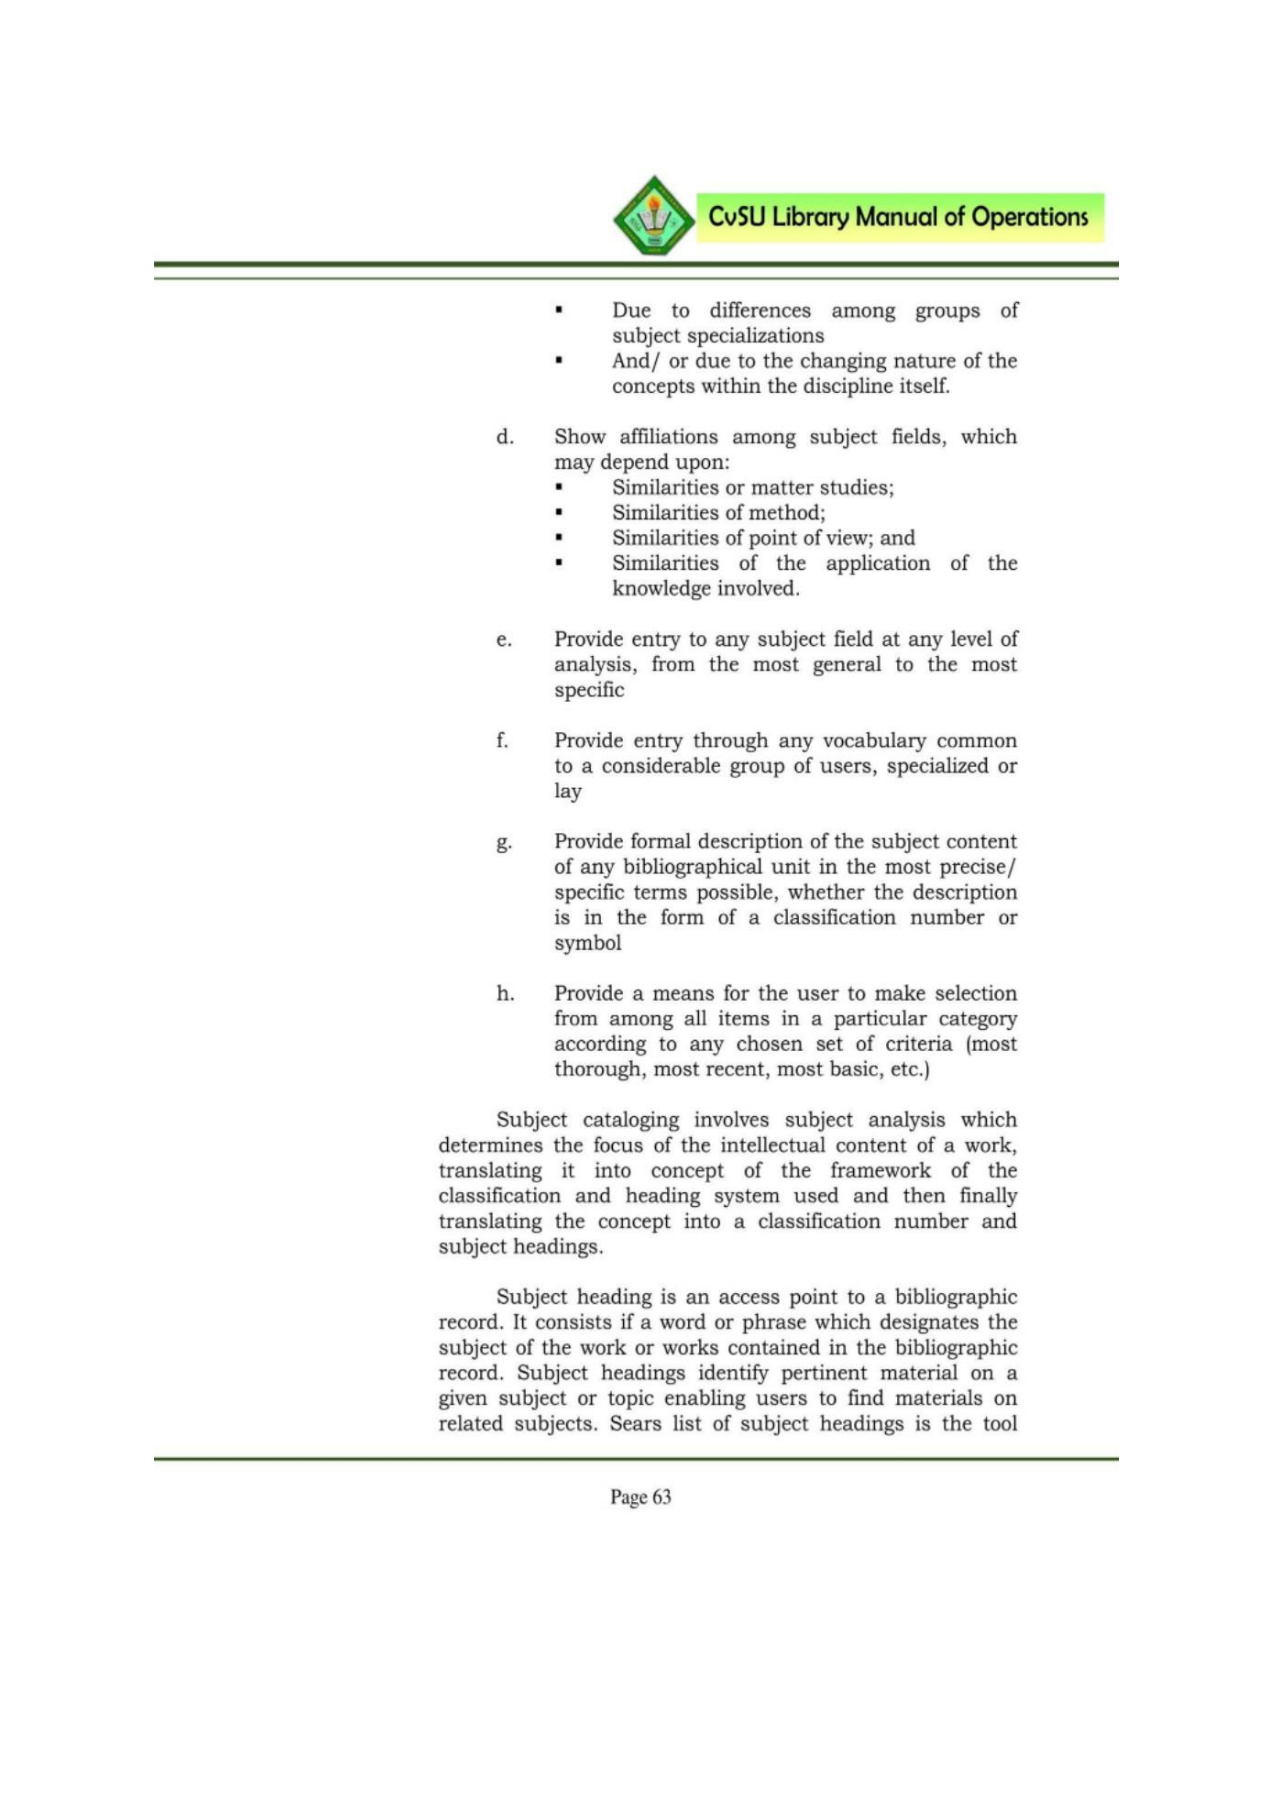 CvSU Library Manual of Operations
▪ Due to differences among groups of
subject specializations
▪ And/ or due to the changing nature of the
concepts within the discipline itself.
d. Show affiliations among subject fields, which
may depend upon:
▪ Similarities or matter studies;
▪ Similarities of method;
▪ Similarities of point of view; and
▪ Similarities of the application of the
knowledge involved.
e. Provide entry to any subject field at any level of
analysis, from the most general to the most
specific
f. Provide entry through any vocabulary common
to a considerable group of users, specialized or
lay
g. Provide formal description of the subject content
of any bibliographical unit in the most precise/
specific terms possible, whether the description
is in the form of a classification number or
symbol
h. Provide a means for the user to make selection
from among all items in a particular category
according to any chosen set of criteria (most
thorough, most recent, most basic, etc.)
Subject cataloging involves subject analysis which
determines the focus of the intellectual content of a work,
translating it into concept of the framework of the
classification and heading system used and then finally
translating the concept into a classification number and
subject headings.
Subject heading is an access point to a bibliographic
record. It consists if a word or phrase which designates the
subject of the work or works contained in the bibliographic
record. Subject headings identify pertinent material on a
given subject or topic enabling users to find materials on
related subjects. Sears list of subject headings is the tool
Page 63